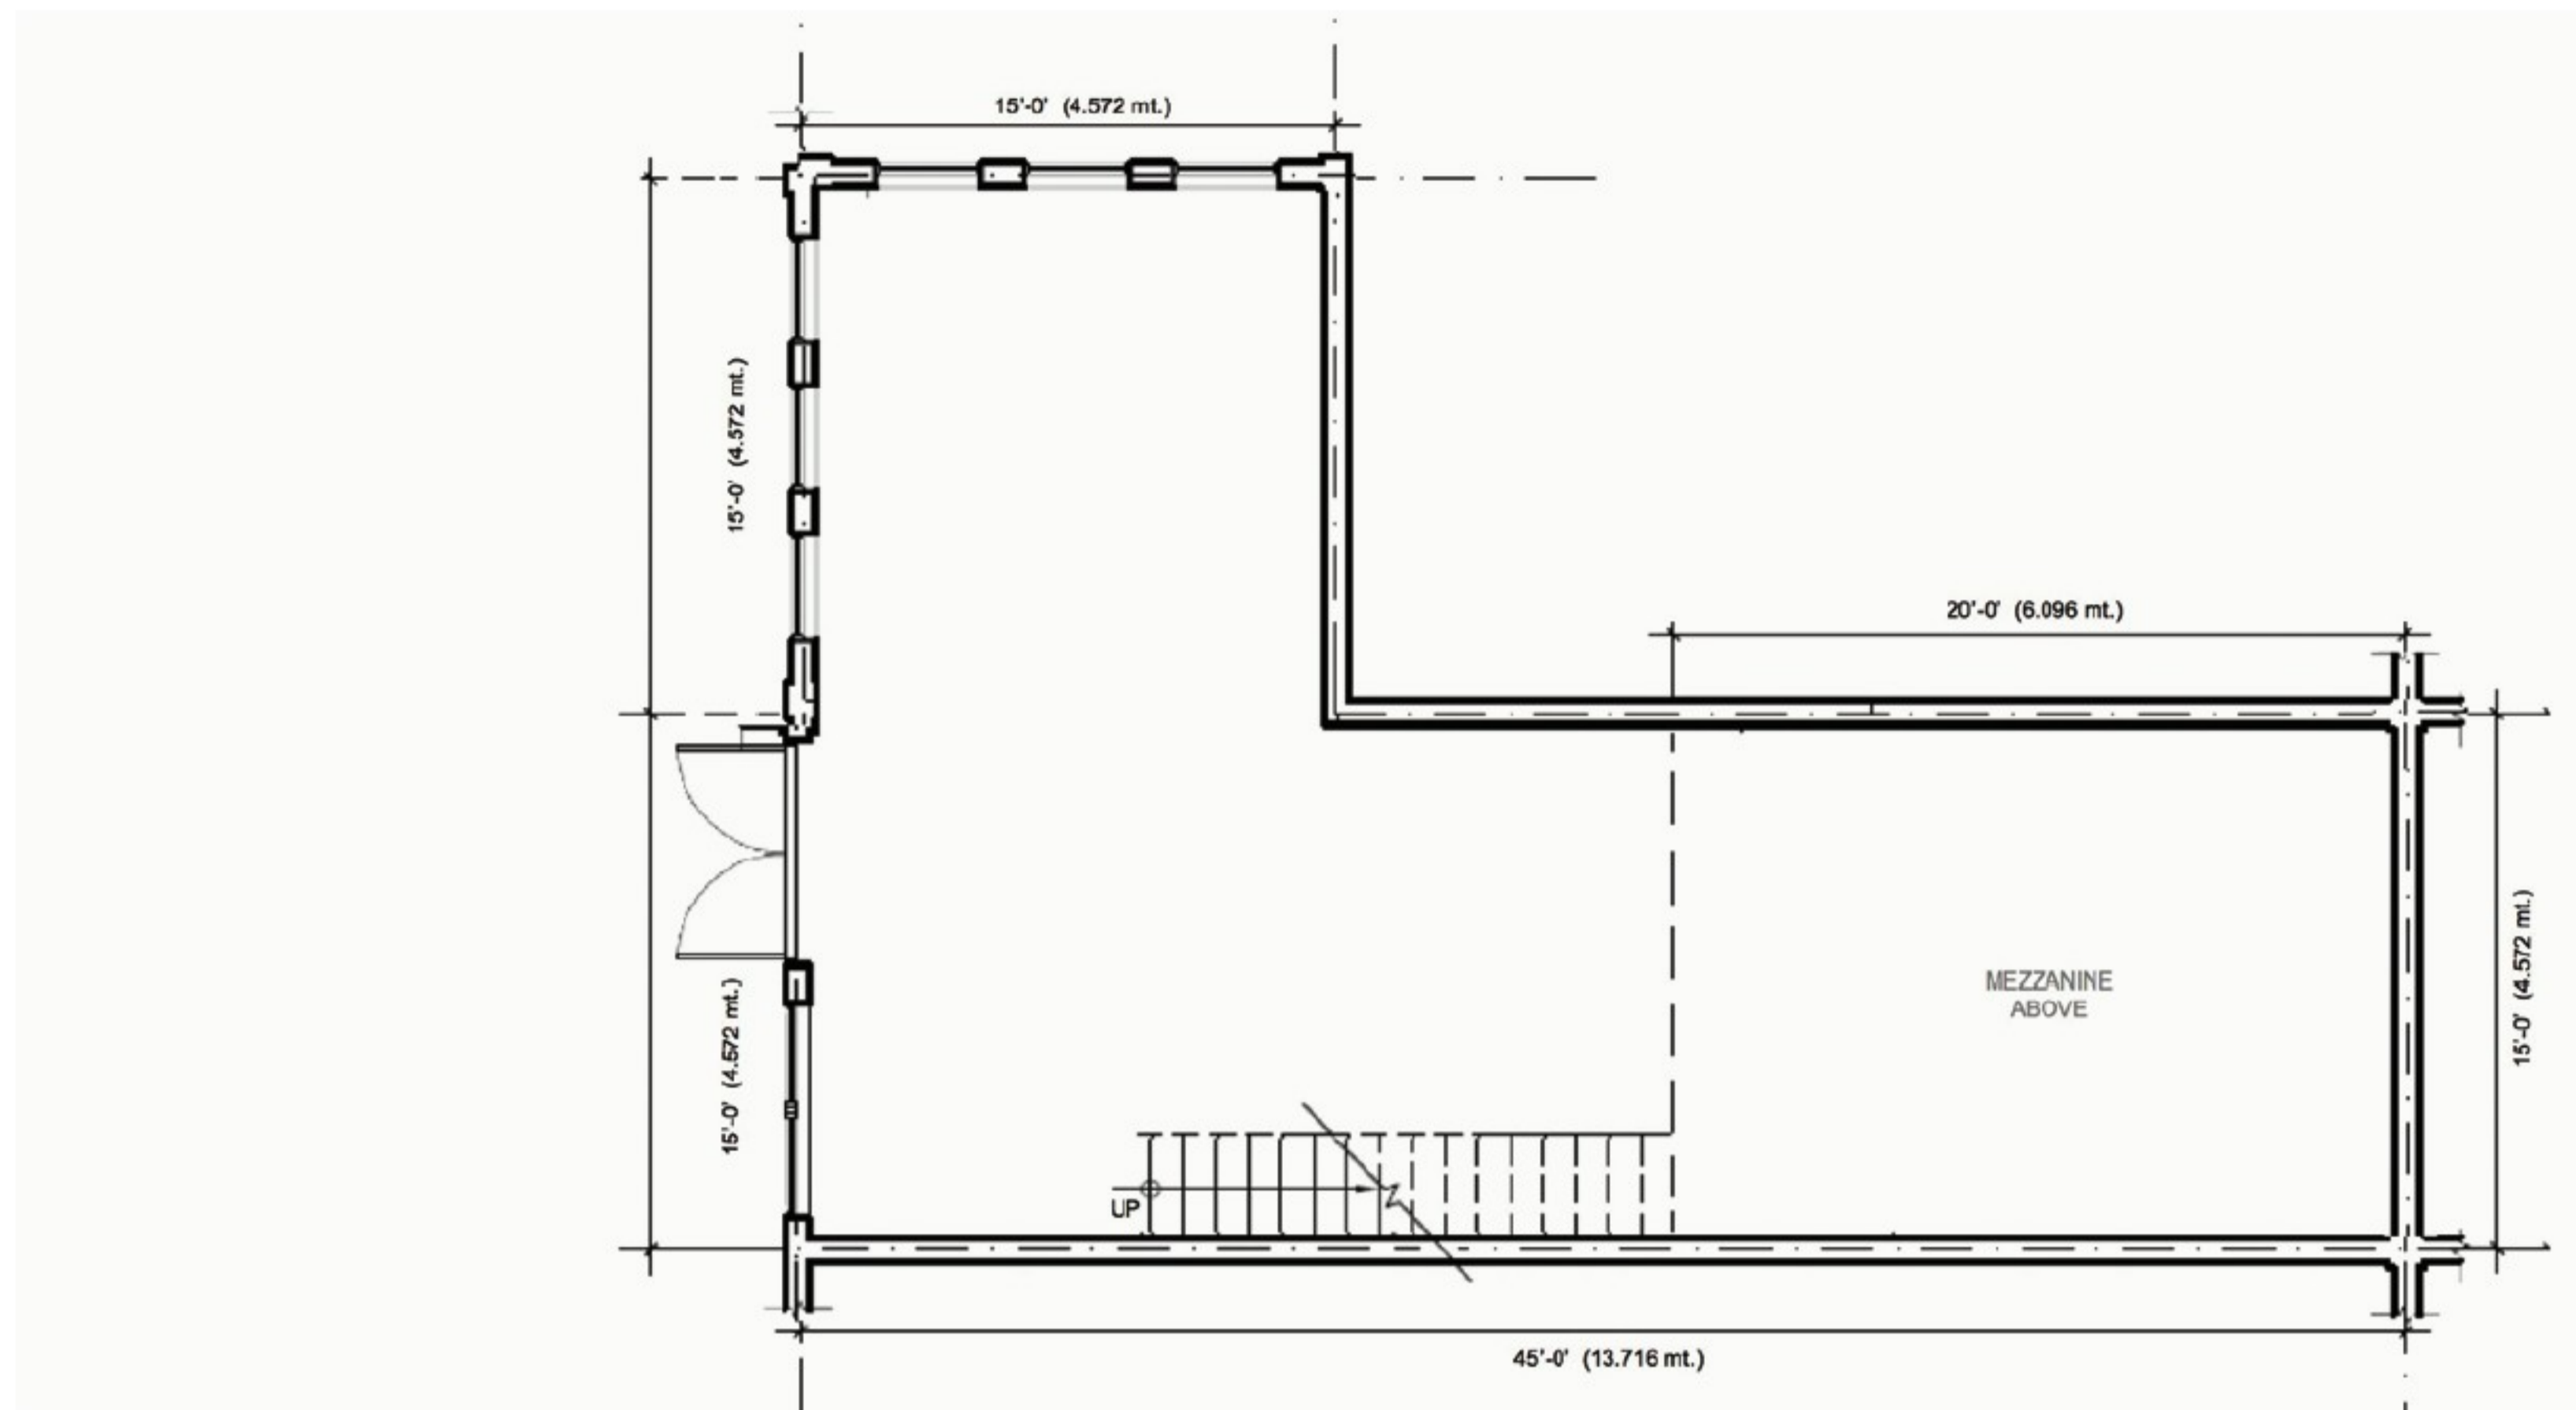 15'-0' (4.572 mt.)
15'-0' (4.572 mt.)
20'-0' (6.096 mt.)
MEZZANINE
ABOVE
15'-0' (4.572 mt.)
15'-0' (4.572 mt.)
UP
45'-0' (13.716 mt.)